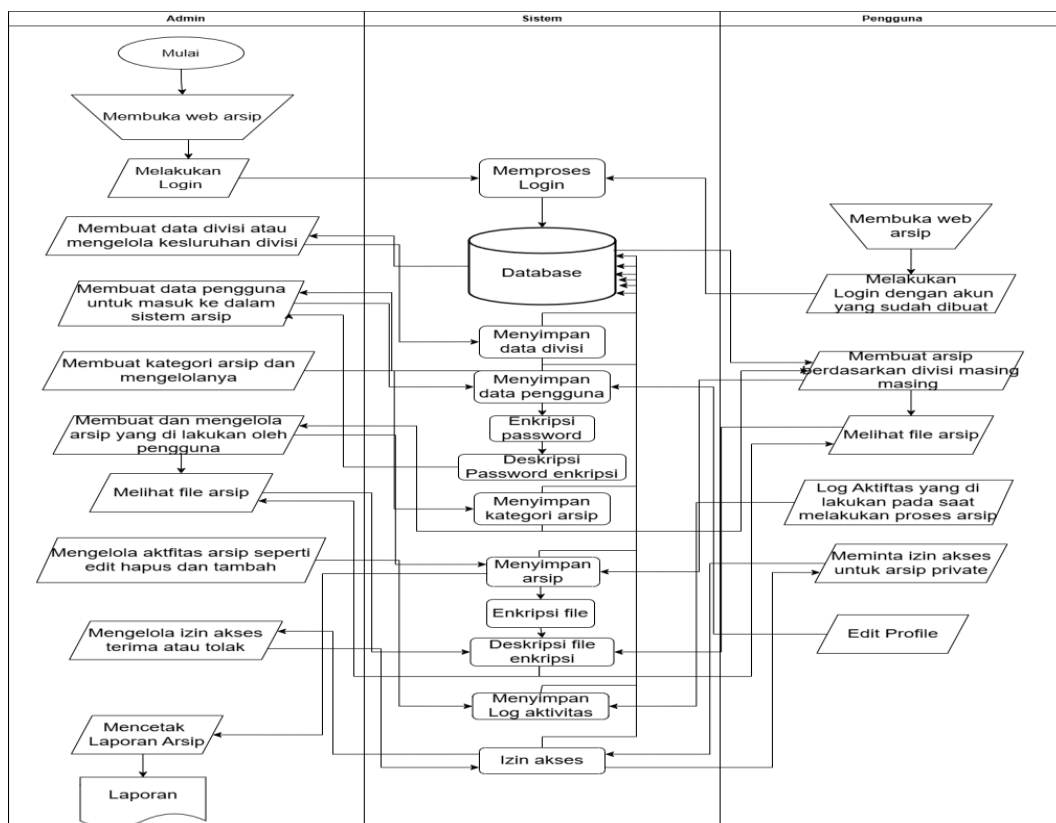 Admin
Sistem
Pengguna
Mulai
Membuka web arsip
Melakukan
Login
Membuat data divisi atau
mengelola kesluruhan divisi
Membuat data pengguna
untuk masuk ke dalam
sistem arsip
Membuat kategori arsip dan
mengelolanya
Membuat dan mengelola
arsip yang di lakukan oleh
pengguna
Melihat file arsip
Mengelola aktfitas arsip seperti
edit hapus dan tambah
Mengelola izin akses
terima atau tolak
Mencetak
Laporan Arsip
Laporan
Memproses
Login
Database
Menyimpan
data divisi
Menyimpan
data pengguna
Enkripsi
password
Deskripsi
Password enkripsi
Menyimpan
kategori arsip
Menyimpan
arsip
Enkripsi file
Deskripsi file
enkripsi
Menyimpan
Log aktivitas
Izin akses
Membuka web
arsip
Melakukan
Login dengan akun
yang sudah dibuat
Membuat arsip
berdasarkan divisi masing
masing
Melihat file arsip
Log Aktiftas yang di
lakukan pada saat
melakukan proses arsip
Meminta izin akses
untuk arsip private
Edit Profile